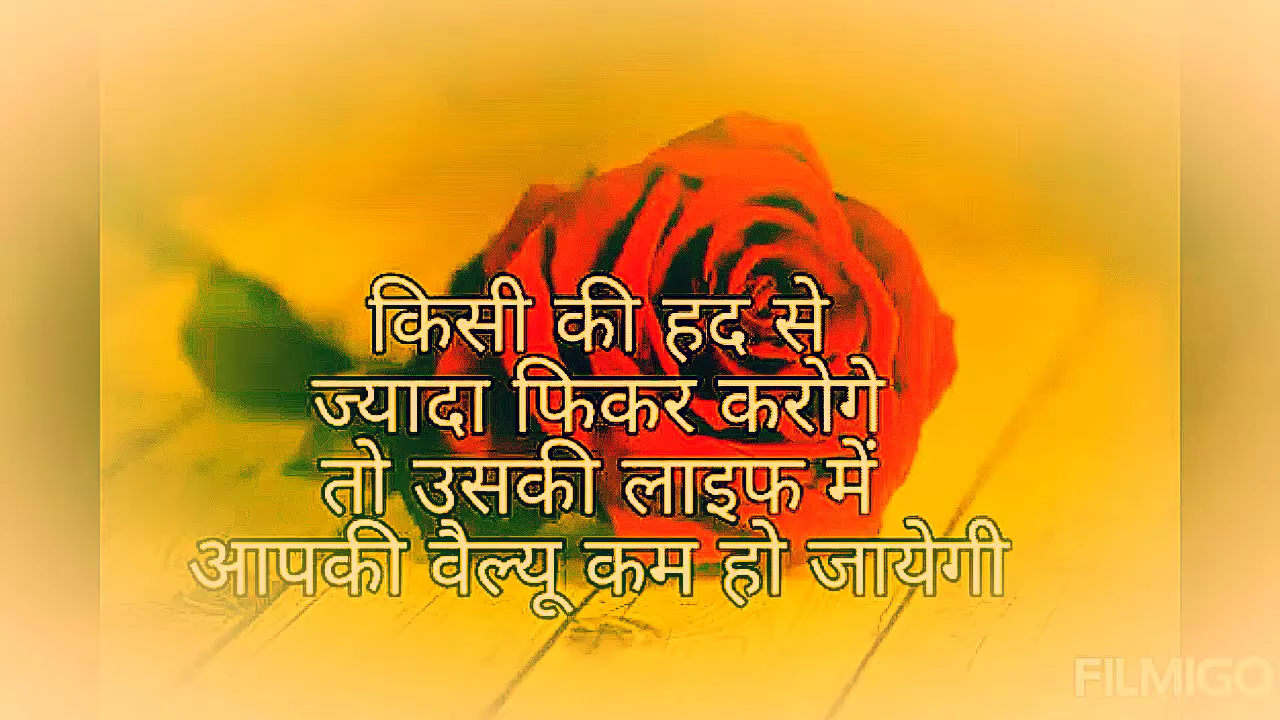 किसी की हद से
ज्यादा फिकर करोगे
तो उसकी लाइफ में
आपकी वैल्यू कम हो जायेगी
FILMIGO